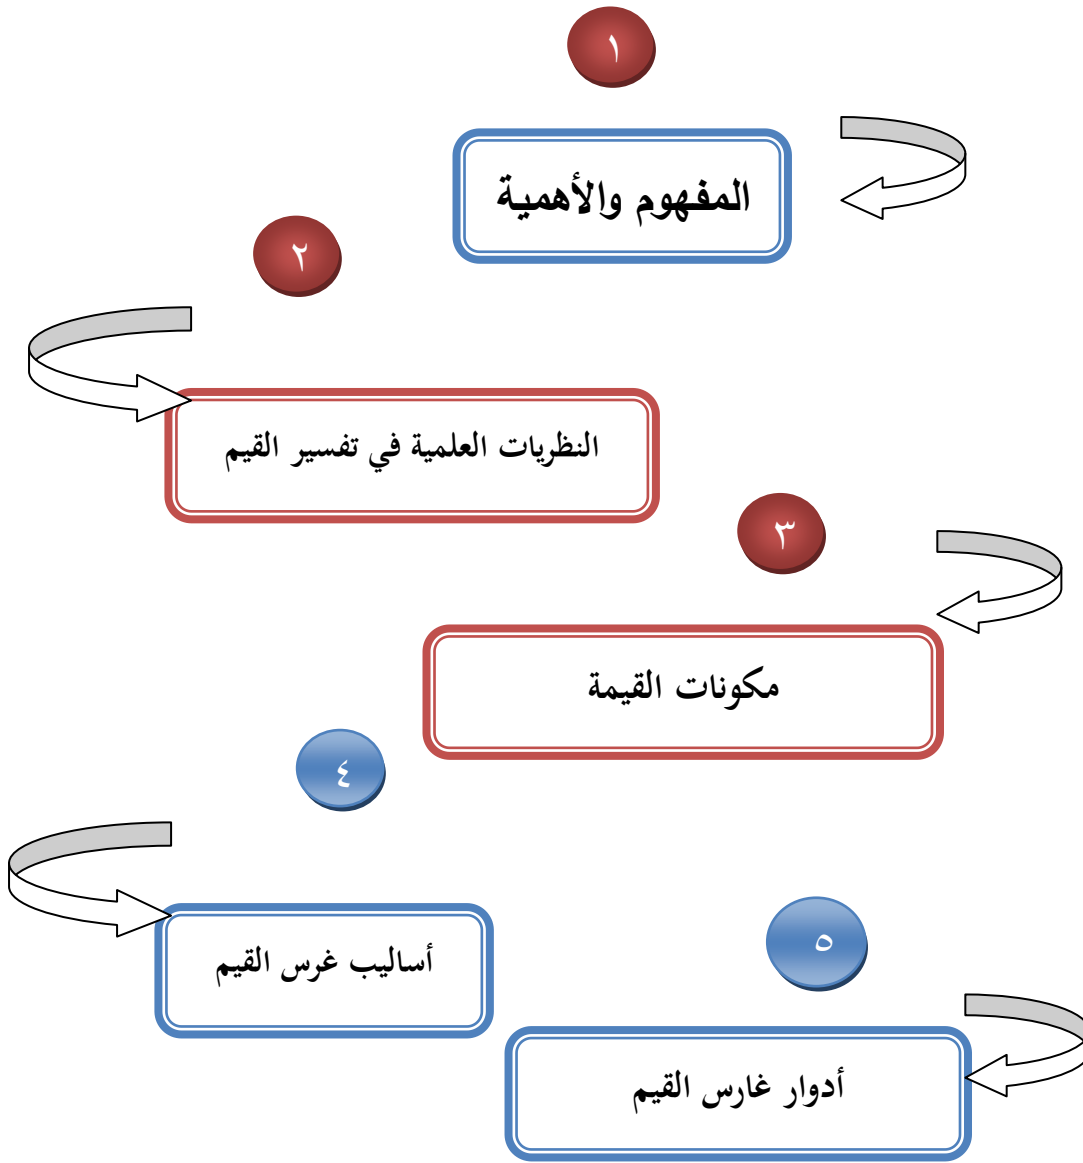 ١
المفهوم والأهمية
٢
النظريات العلمية في تفسير القيم
٣
مكونات القيمة
٤
أساليب غرس القيم
٥
أدوار غارس القيم